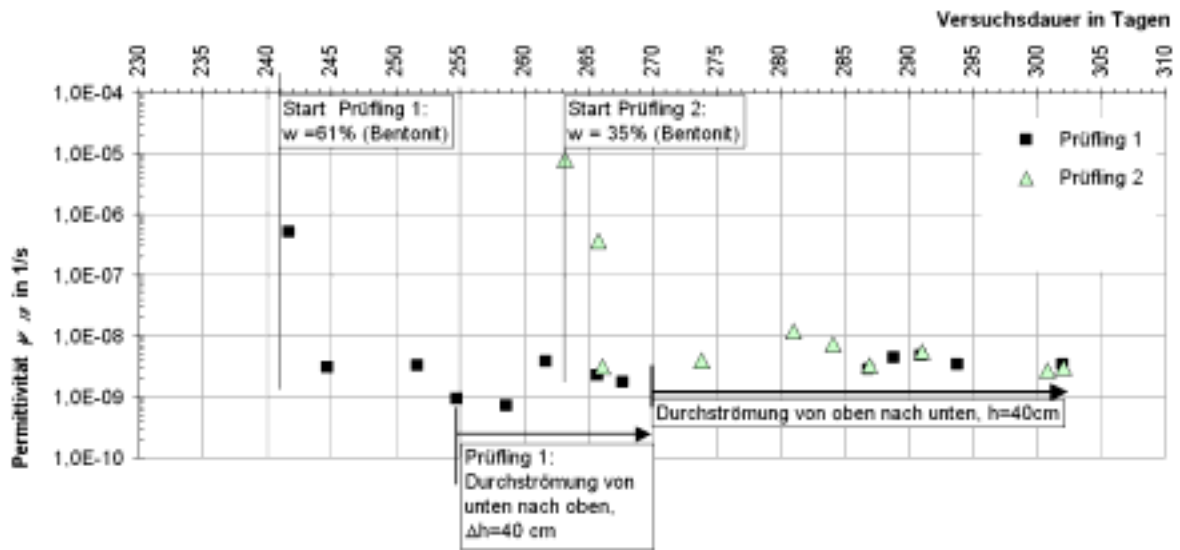 Versuchsdauer in Tagen
230 235 240 245 250 255 260 265 270 275 280 285 290 295 300 305 310
1,0E-04
1,0E-05
1,0E-06
1,0E-07
1,0E-08
1,0E-09
1,0E-10
Permittivität ψ in 1/s
Start Prüfling 1:
w =61% (Bentonit)
Start Prüfling 2:
w = 35% (Bentonit)
Prüfling 1
Prüfling 2
Durchströmung von oben nach unten, h=40cm
Prüfling 1:
Durchströmung von
unten nach oben,
Δh=40 cm